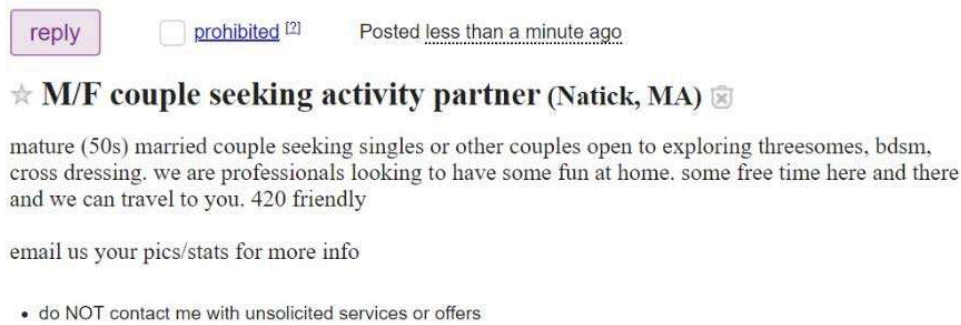 reply prohibited [?] Posted less than a minute ago
☆ M/F couple seeking activity partner (Natick, MA)
mature (50s) married couple seeking singles or other couples open to exploring threesomes, bdsm,
cross dressing. we are professionals looking to have some fun at home. some free time here and there
and we can travel to you. 420 friendly
email us your pics/stats for more info
• do NOT contact me with unsolicited services or offers